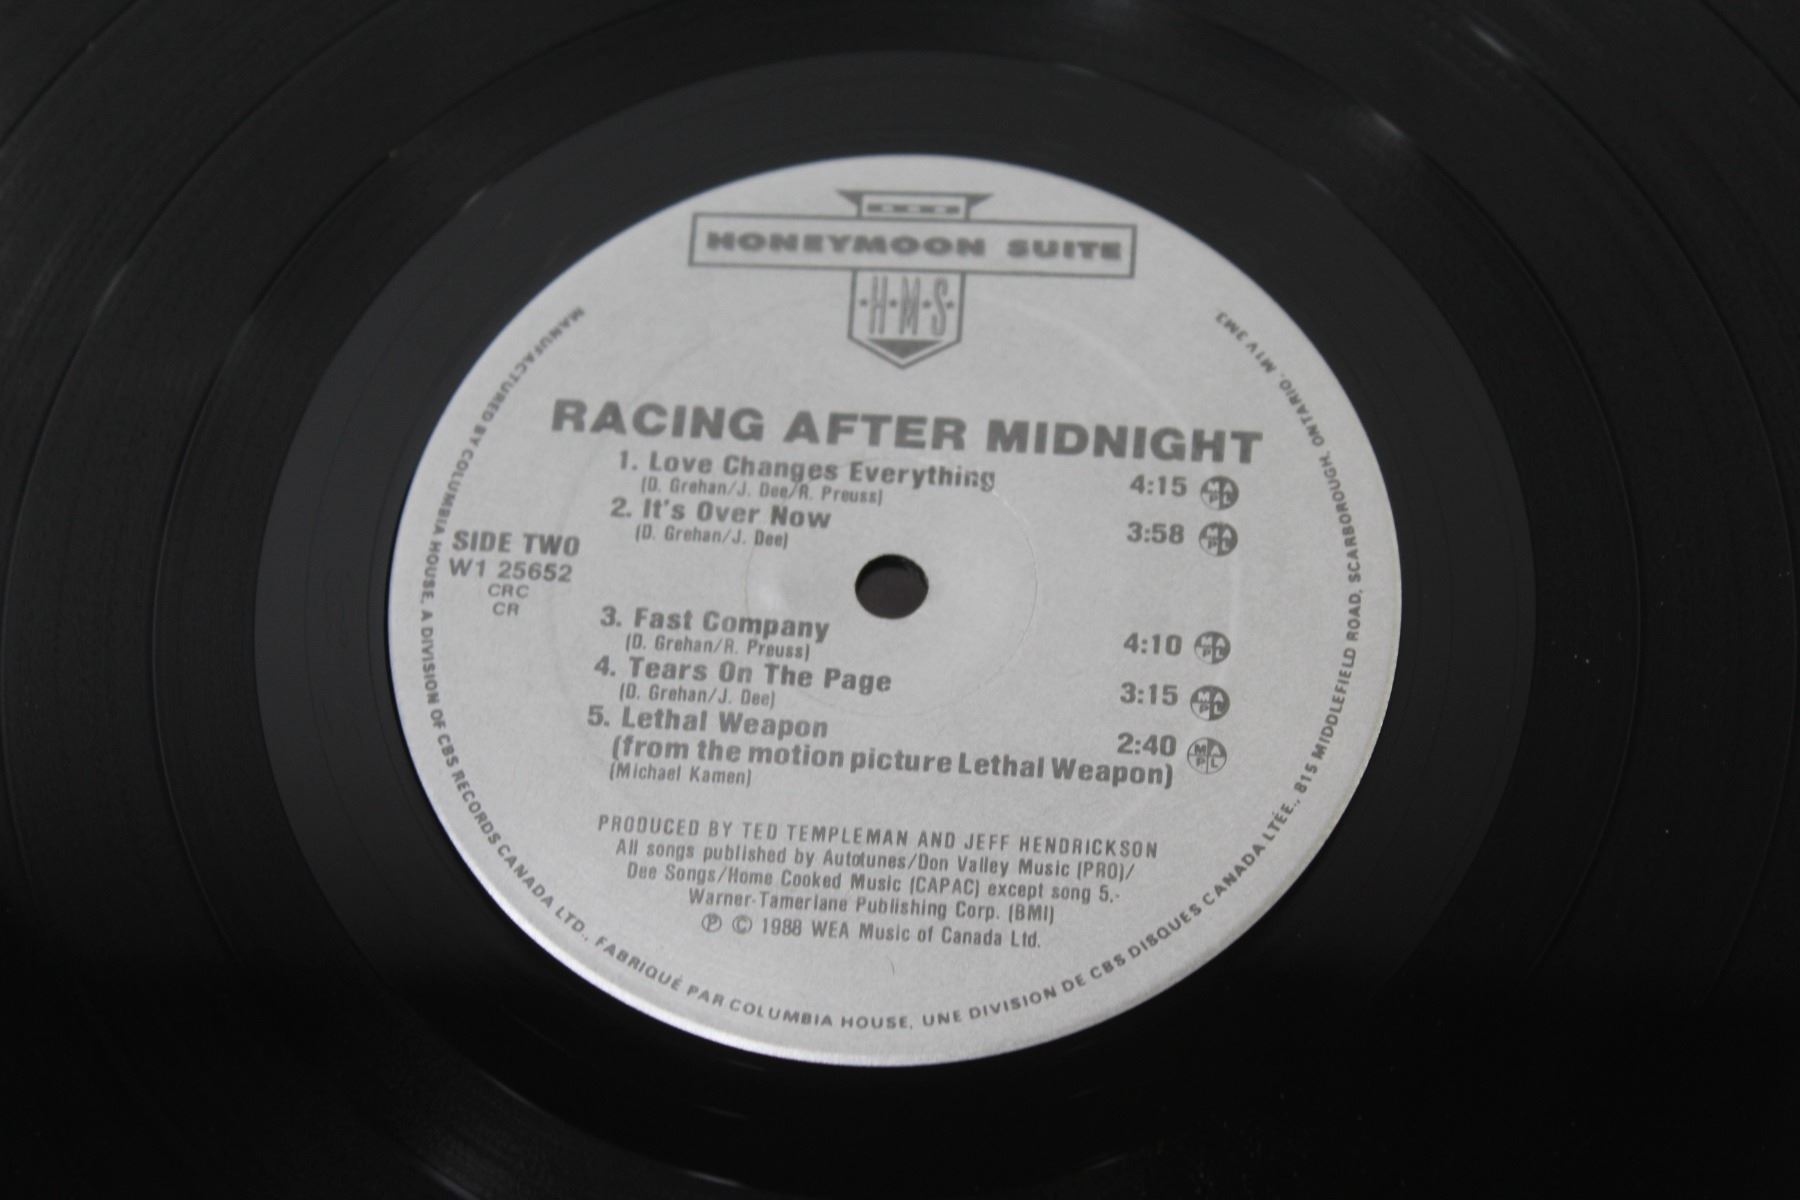 HONEYMOON SUITE
H·M·S
RACING AFTER MIDNIGHT
1. Love Changes Everything 4:15 MAPL
(D. Grehan/J. Dee/R. Preuss)
2. It's Over Now 3:58 MAPL
(D. Grehan/J. Dee)
SIDE TWO
W1 25652
CRC
CR
3. Fast Company 4:10 MAPL
(D. Grehan/R. Preuss)
4. Tears On The Page 3:15 MAPL
(D. Grehan/J. Dee)
5. Lethal Weapon 2:40 MAPL
(from the motion picture Lethal Weapon)
(Michael Kamen)
PRODUCED BY TED TEMPLEMAN AND JEFF HENDRICKSON
All songs published by Autotunes/Don Valley Music (PRO)/
Dee Songs/Home Cooked Music (CAPAC) except song 5.-
Warner-Tamerlane Publishing Corp. (BMI)
℗ © 1988 WEA Music of Canada Ltd.
MANUFACTURED BY COLUMBIA HOUSE, A DIVISION OF CBS RECORDS CANADA LTD., FABRIQUÉ PAR COLUMBIA HOUSE, UNE DIVISION DE CBS DISQUES CANADA LTÉE., 815 MIDDLEFIELD ROAD, SCARBOROUGH, ONTARIO, M1V 3M3